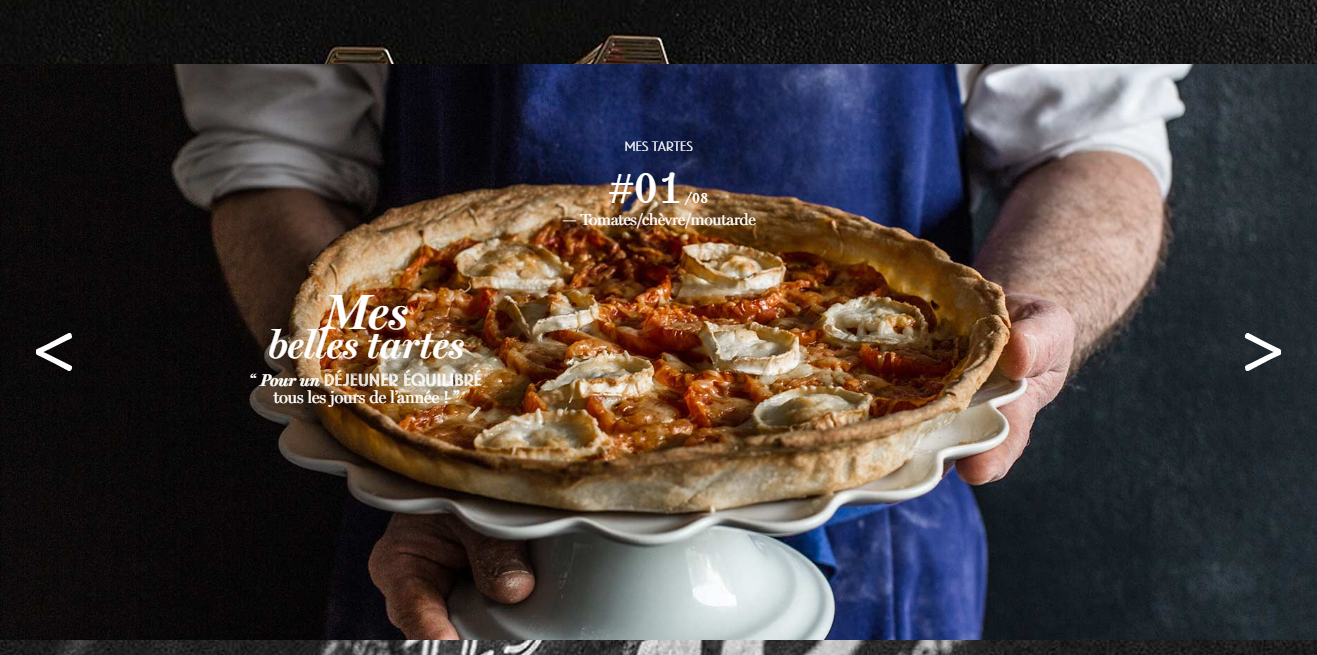 MES TARTES
#01 /08
— Tomates/chèvre/moutarde
Mes
belles tartes
“ Pour un DÉJEUNER ÉQUILIBRÉ
tous les jours de l'année ! ”